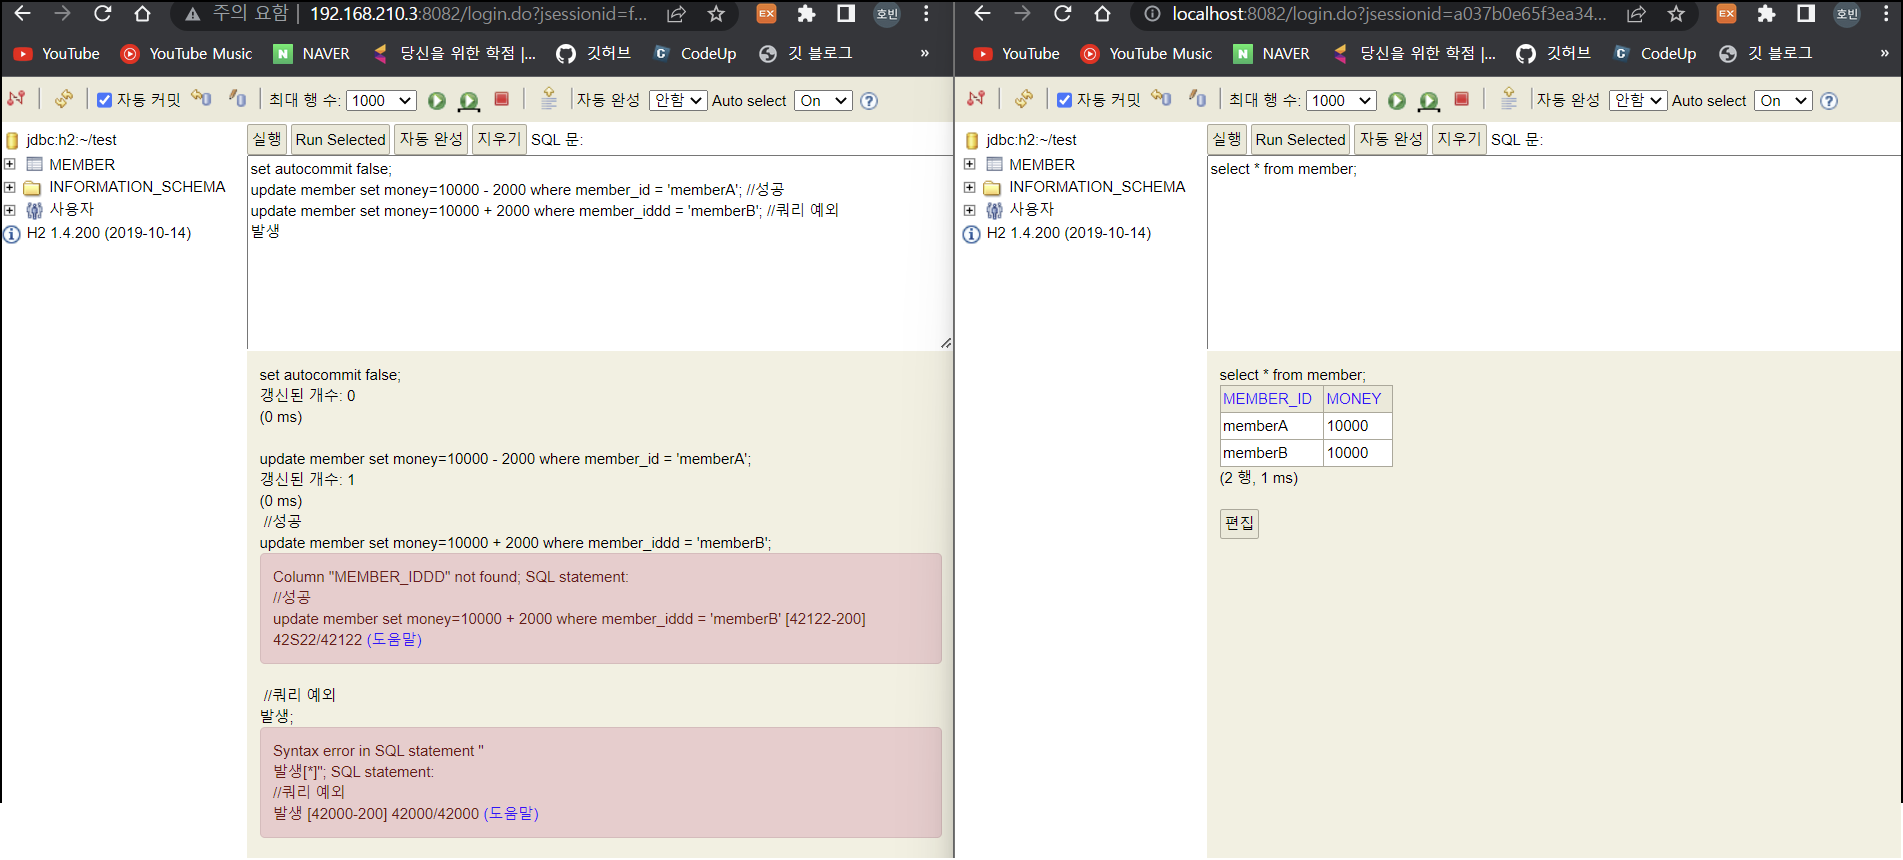 주의 요함 | 192.168.210.3:8082/login.do?jsessionid=f...
EX
호빈
YouTube
YouTube Music
N NAVER
당신을 위한 학점 |...
깃허브
C CodeUp
깃 블로그
»
자동 커밋
최대 행 수: 1000
자동 완성 안함 Auto select On
?
jdbc:h2:~/test
MEMBER
INFORMATION_SCHEMA
사용자
H2 1.4.200 (2019-10-14)
실행 Run Selected 자동 완성 지우기 SQL 문:
set autocommit false;
update member set money=10000 - 2000 where member_id = 'memberA'; //성공
update member set money=10000 + 2000 where member_iddd = 'memberB'; //쿼리 예외
발생
set autocommit false;
갱신된 개수: 0
(0 ms)
update member set money=10000 - 2000 where member_id = 'memberA';
갱신된 개수: 1
(0 ms)
//성공
update member set money=10000 + 2000 where member_iddd = 'memberB';
Column "MEMBER_IDDD" not found; SQL statement:
//성공
update member set money=10000 + 2000 where member_iddd = 'memberB' [42122-200]
42S22/42122 (도움말)
//쿼리 예외
발생;
Syntax error in SQL statement "
발생[*]"; SQL statement:
//쿼리 예외
발생 [42000-200] 42000/42000 (도움말)
localhost:8082/login.do?jsessionid=a037b0e65f3ea34...
EX
호빈
YouTube
YouTube Music
N NAVER
당신을 위한 학점 |...
깃허브
C CodeUp
깃 블로그
»
자동 커밋
최대 행 수: 1000
자동 완성 안함 Auto select On
?
jdbc:h2:~/test
MEMBER
INFORMATION_SCHEMA
사용자
H2 1.4.200 (2019-10-14)
실행 Run Selected 자동 완성 지우기 SQL 문:
select * from member;
select * from member;
MEMBER_ID MONEY
memberA 10000
memberB 10000
(2 행, 1 ms)
편집